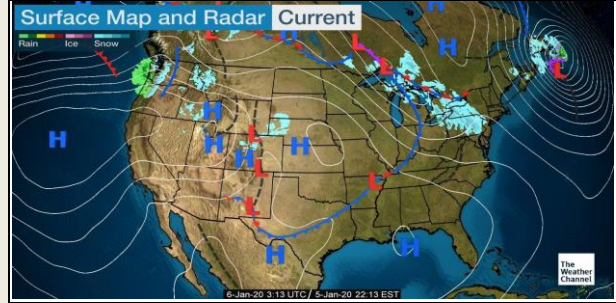 Surface Map and Radar Current
Rain Ice Snow
H
L
L
H
L
H
L
H
H
H
L
H
H
L
L
L
H
H
The
Weather
Channel
6-Jan-20 3:13 UTC / 5-Jan-20 22:13 EST